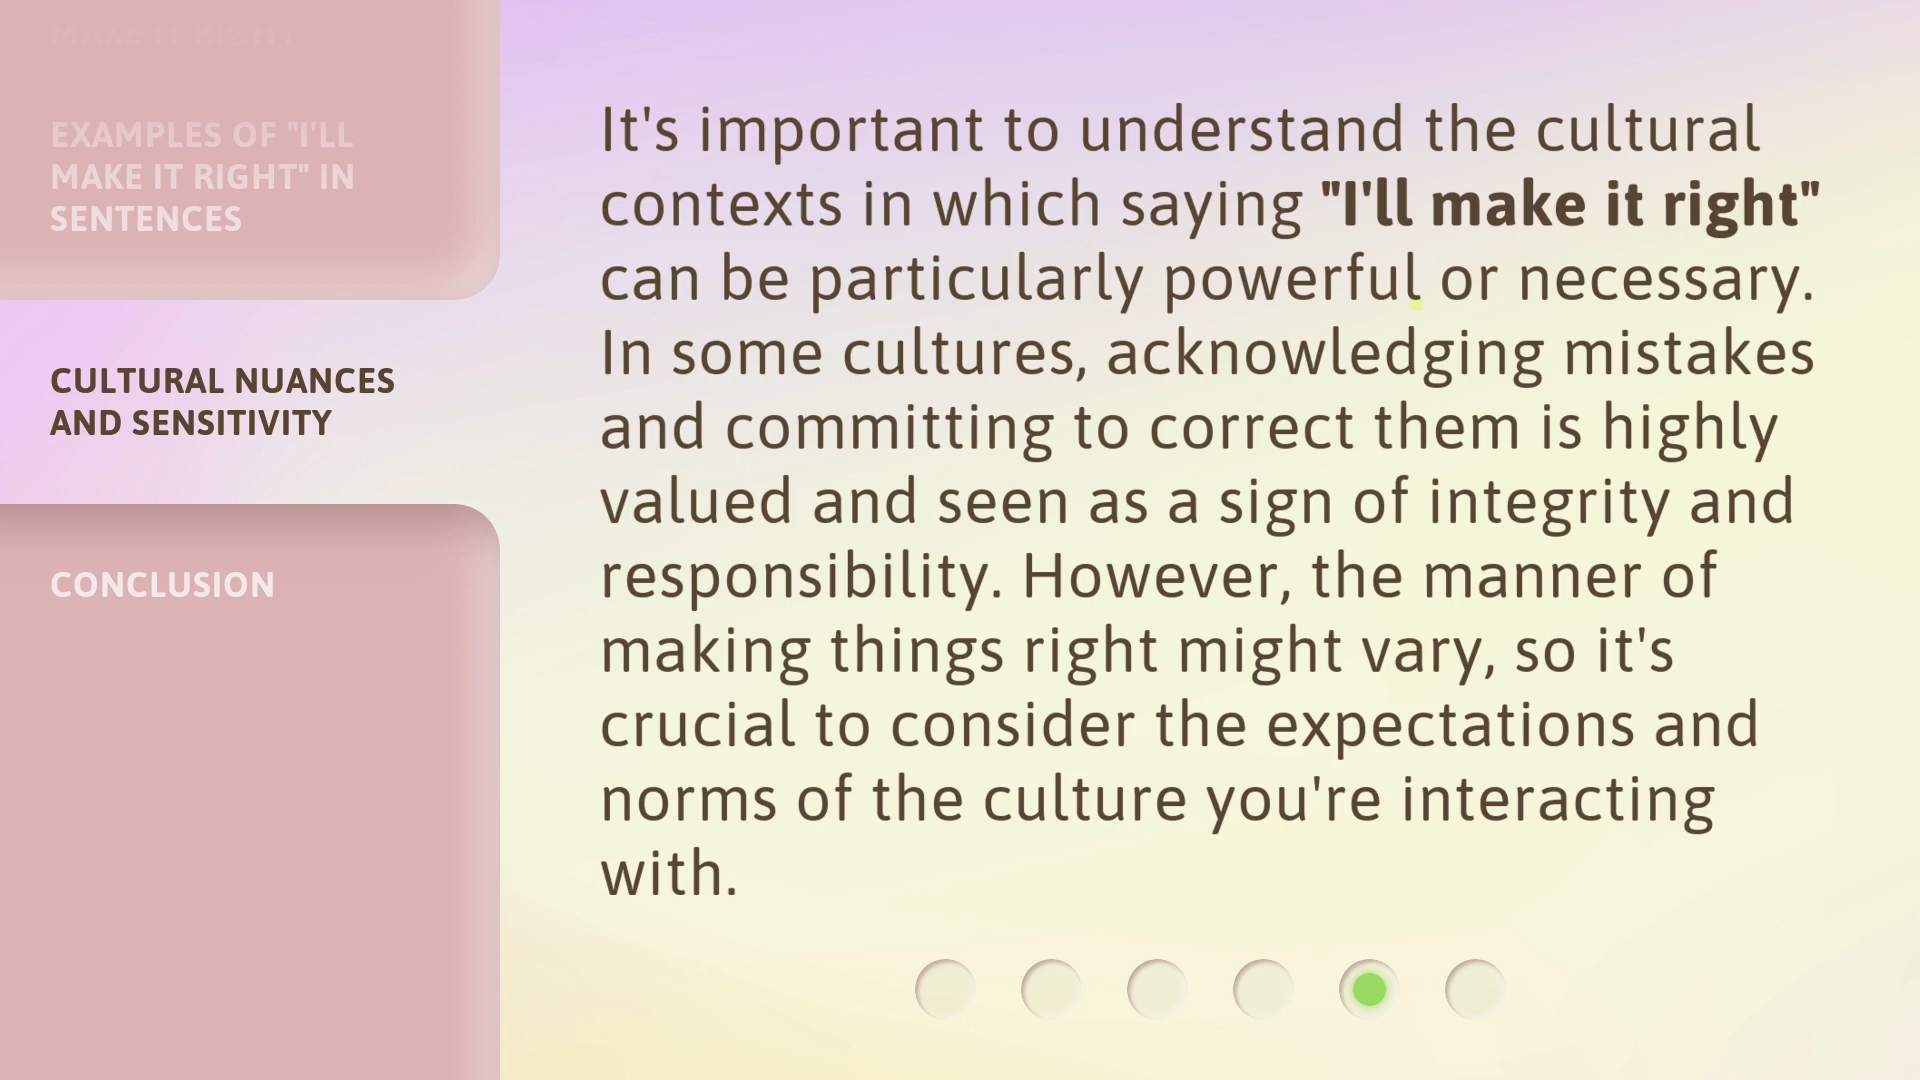 MAKE IT RIGHT
EXAMPLES OF "I'LL
MAKE IT RIGHT" IN
SENTENCES
CULTURAL NUANCES
AND SENSITIVITY
CONCLUSION
It's important to understand the cultural
contexts in which saying "I'll make it right"
can be particularly powerful or necessary.
In some cultures, acknowledging mistakes
and committing to correct them is highly
valued and seen as a sign of integrity and
responsibility. However, the manner of
making things right might vary, so it's
crucial to consider the expectations and
norms of the culture you're interacting
with.